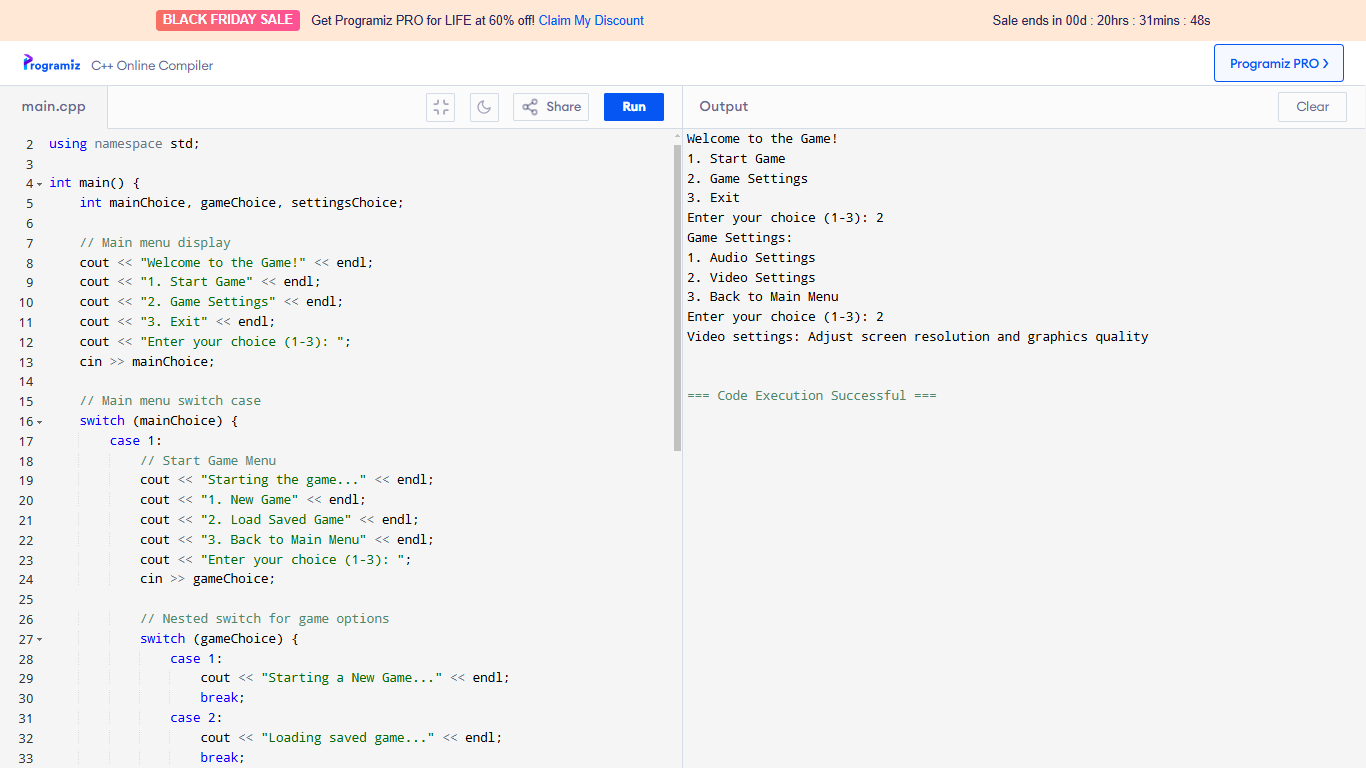 BLACK FRIDAY SALE Get Programiz PRO for LIFE at 60% off! Claim My Discount Sale ends in 00d : 20hrs : 31mins : 48s
Programiz C++ Online Compiler Programiz PRO >
main.cpp Share Run Output Clear
2 using namespace std;
3
4 int main() {
5 int mainChoice, gameChoice, settingsChoice;
6
7 // Main menu display
8 cout << "Welcome to the Game!" << endl;
9 cout << "1. Start Game" << endl;
10 cout << "2. Game Settings" << endl;
11 cout << "3. Exit" << endl;
12 cout << "Enter your choice (1-3): ";
13 cin >> mainChoice;
14
15 // Main menu switch case
16 switch (mainChoice) {
17 case 1:
18 // Start Game Menu
19 cout << "Starting the game..." << endl;
20 cout << "1. New Game" << endl;
21 cout << "2. Load Saved Game" << endl;
22 cout << "3. Back to Main Menu" << endl;
23 cout << "Enter your choice (1-3): ";
24 cin >> gameChoice;
25
26 // Nested switch for game options
27 switch (gameChoice) {
28 case 1:
29 cout << "Starting a New Game..." << endl;
30 break;
31 case 2:
32 cout << "Loading saved game..." << endl;
33 break;
Welcome to the Game!
1. Start Game
2. Game Settings
3. Exit
Enter your choice (1-3): 2
Game Settings:
1. Audio Settings
2. Video Settings
3. Back to Main Menu
Enter your choice (1-3): 2
Video settings: Adjust screen resolution and graphics quality
=== Code Execution Successful ===